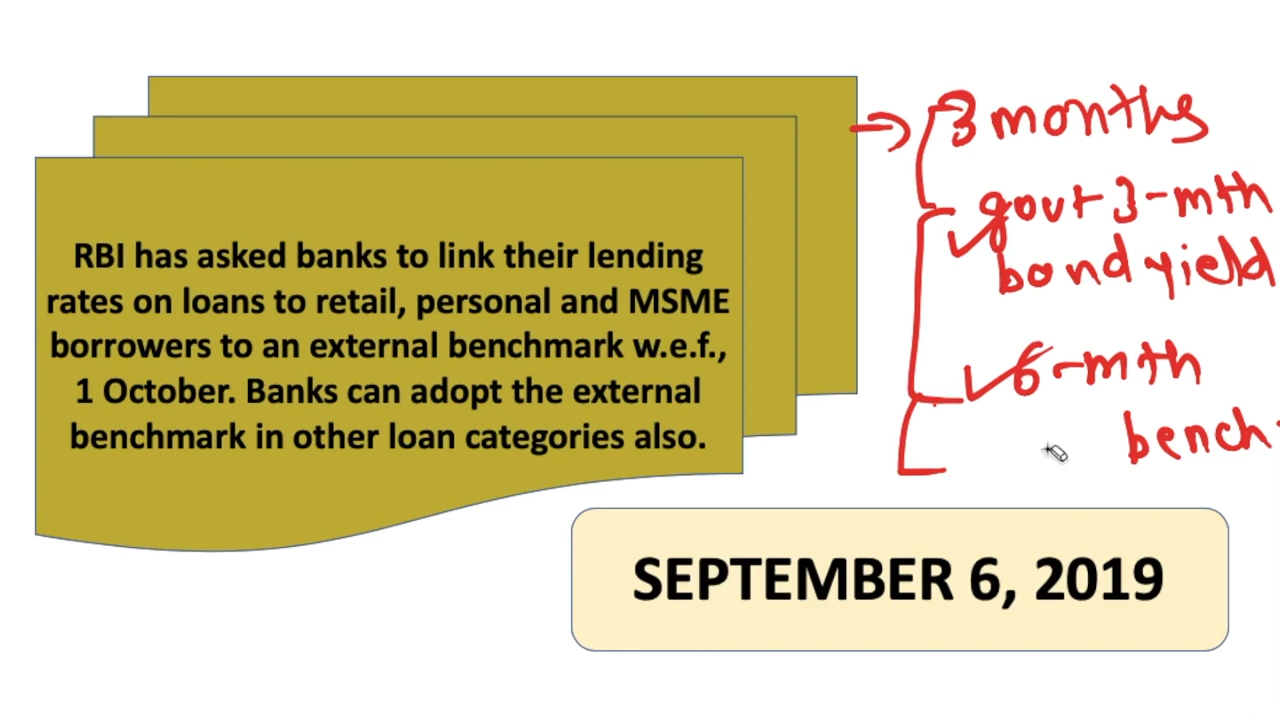 RBI has asked banks to link their lending
rates on loans to retail, personal and MSME
borrowers to an external benchmark w.e.f.,
1 October. Banks can adopt the external
benchmark in other loan categories also.
3 months
govt 3-mth
bond yield
6-mth
bench-
SEPTEMBER 6, 2019